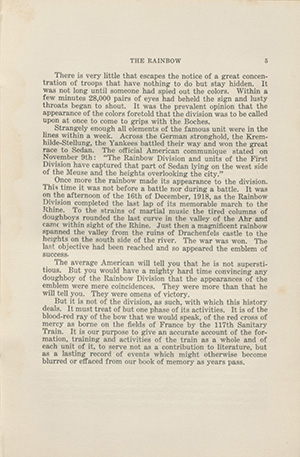 THE RAINBOW 5
There is very little that escapes the notice of a great concen-
tration of troops that have nothing to do but stay hidden. It
was not long until someone had spied out the colors. Within a
few minutes 28,000 pairs of eyes had beheld the sign and lusty
throats began to shout. It was the prevalent opinion that the
appearance of the colors foretold that the division was to be called
upon at once to come to grips with the Boches.
Strangely enough all elements of the famous unit were in the
lines within a week. Across the German stronghold, the Krem-
hilde-Stellung, the Yankees battled their way and won the great
race to Sedan. The official American communique stated on
November 9th: "The Rainbow Division and units of the First
Division have captured that part of Sedan lying on the west side
of the Meuse and the heights overlooking the city."
Once more the rainbow made its appearance to the division.
This time it was not before a battle nor during a battle. It was
on the afternoon of the 16th of December, 1918, as the Rainbow
Division completed the last lap of its memorable march to the
Rhine. To the strains of martial music the tired columns of
doughboys rounded the last curve in the valley of the Ahr and
came within sight of the Rhine. Just then a magnificent rainbow
spanned the valley from the ruins of Drachenfels castle to the
heights on the south side of the river. The war was won. The
last objective had been reached and so appeared the emblem of
success.
The average American will tell you that he is not supersti-
tious. But you would have a mighty hard time convincing any
doughboy of the Rainbow Division that the appearances of the
emblem were mere coincidences. They were more than that he
will tell you. They were omens of victory.
But it is not of the division, as such, with which this history
deals. It must treat of but one phase of its activities. It is of the
blood-red ray of the bow that we would speak, of the red cross of
mercy as borne on the fields of France by the 117th Sanitary
Train. It is our purpose to give an accurate account of the for-
mation, training and activities of the train as a whole and of
each unit of it, to serve not as a contribution to literature, but
as a lasting record of events which might otherwise become
blurred or effaced from our book of memory as years pass.